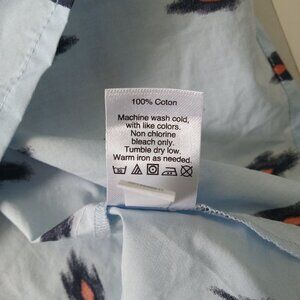 100% Coton
Machine wash cold,
with like colors.
Non chlorine
bleach only.
Tumble dry low.
Warm iron as needed.